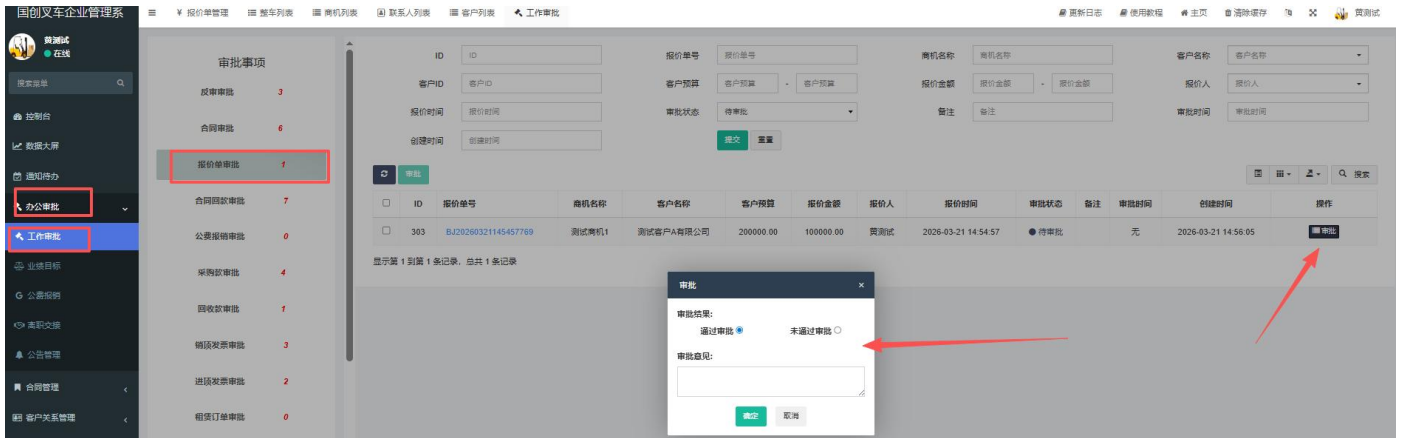 国创叉车企业管理系
¥ 报价单管理 整车列表 商机列表 联系人列表 客户列表 工作审批
更新日志 使用教程 主页 清除缓存 黄测试
黄测试
在线
搜索菜单
控制台
数据大屏
通知待办
办公审批
工作审批
业绩目标
G 公费报销
离职交接
公告管理
合同管理
客户关系管理
审批事项
反审审批 3
合同审批 6
报价单审批 1
合同回款审批 7
公费报销审批 0
采购款审批 4
回收款审批 1
销项发票审批 3
进项发票审批 2
租赁订单审批 0
ID ID 报价单号 报价单号 商机名称 商机名称 客户名称 客户名称
客户ID 客户ID 客户预算 客户预算 - 客户预算 报价金额 报价金额 - 报价金额 报价人 报价人
报价时间 报价时间 审批状态 待审批 备注 备注 审批时间 审批时间
创建时间 创建时间 提交 重置
审批 搜索
ID 报价单号 商机名称 客户名称 客户预算 报价金额 报价人 报价时间 审批状态 备注 审批时间 创建时间 操作
303 BJ20260321145457769 测试商机1 测试客户A有限公司 200000.00 100000.00 黄测试 2026-03-21 14:54:57 待审批 无 2026-03-21 14:56:05 审批
显示第 1 到第 1 条记录，总共 1 条记录
审批 ×
审批结果:
通过审批 未通过审批
审批意见:
确定 取消